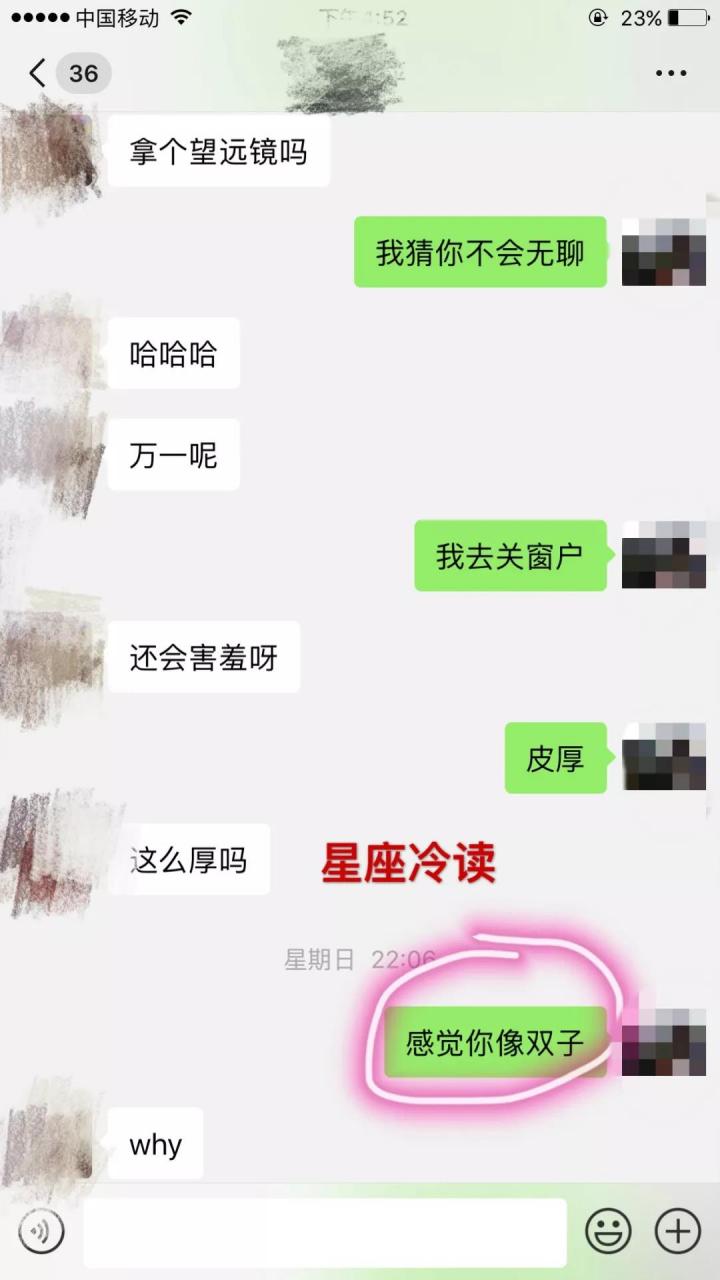 中国移动
下午4:52
23%
36
拿个望远镜吗
我猜你不会无聊
哈哈哈
万一呢
我去关窗户
还会害羞呀
皮厚
这么厚吗
星座冷读
星期日 22:06
感觉你像双子
why